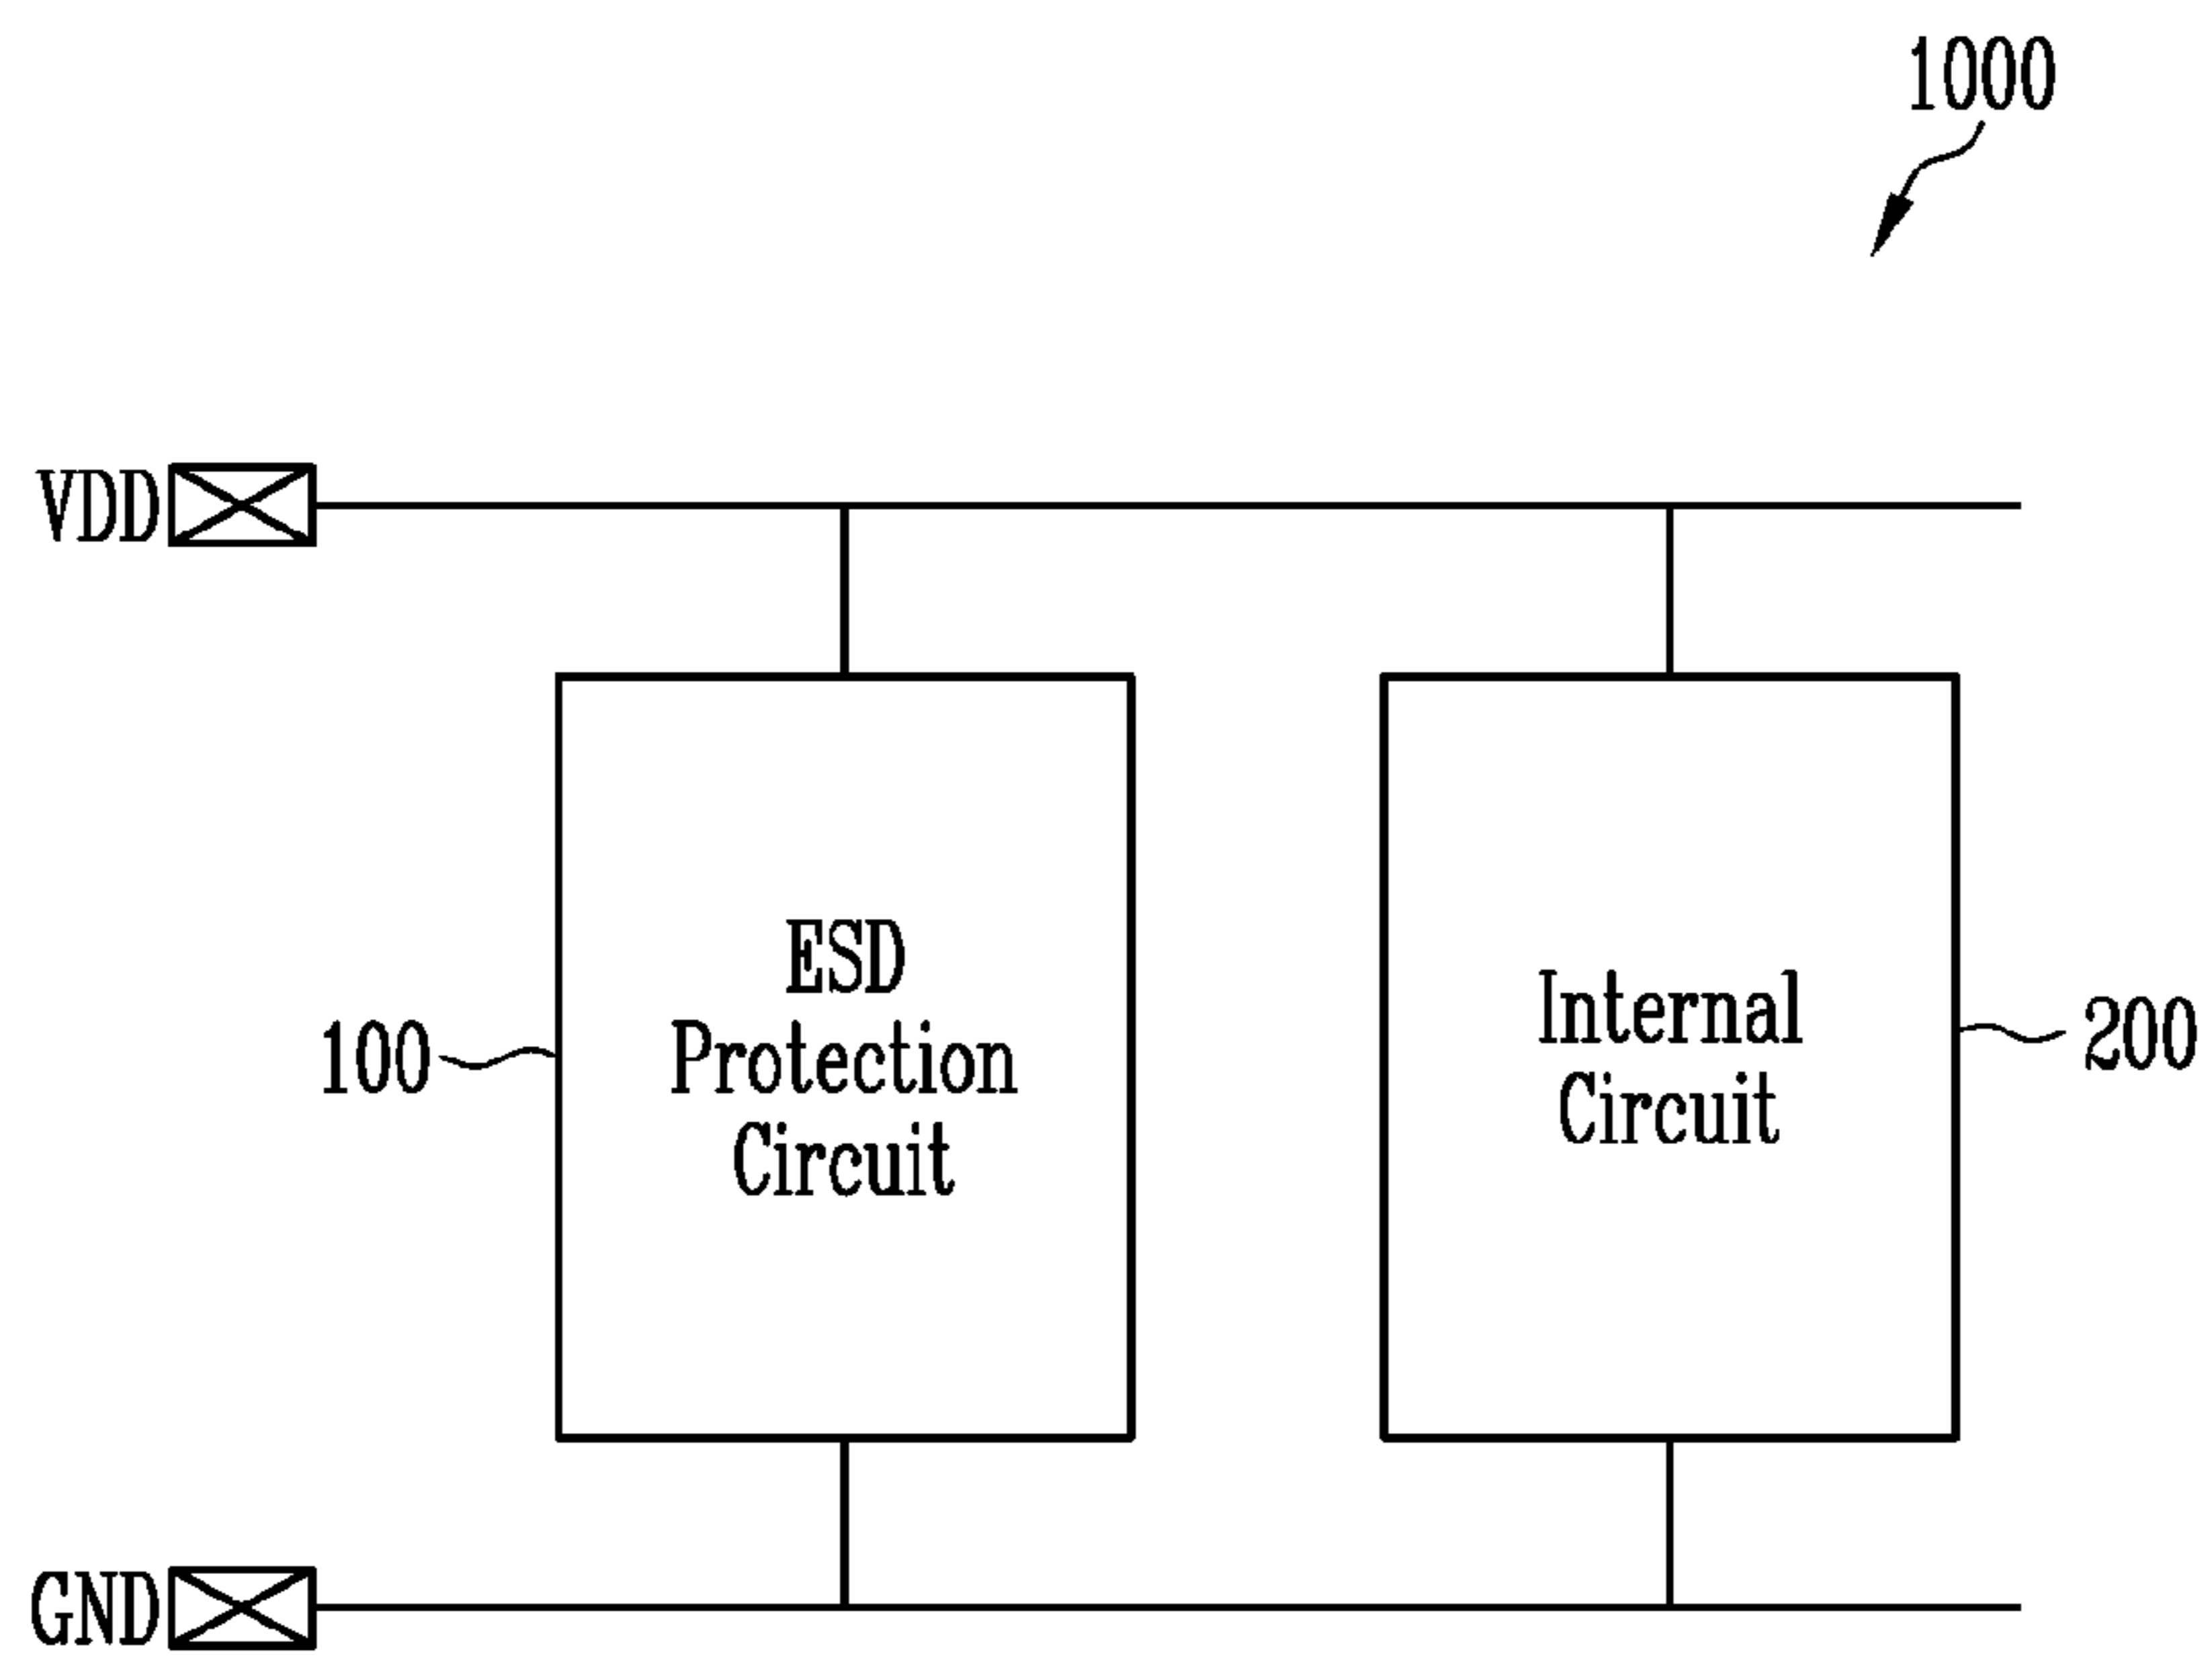 1000
VDD
ESD
Protection
Circuit
100
Internal
Circuit
200
GND